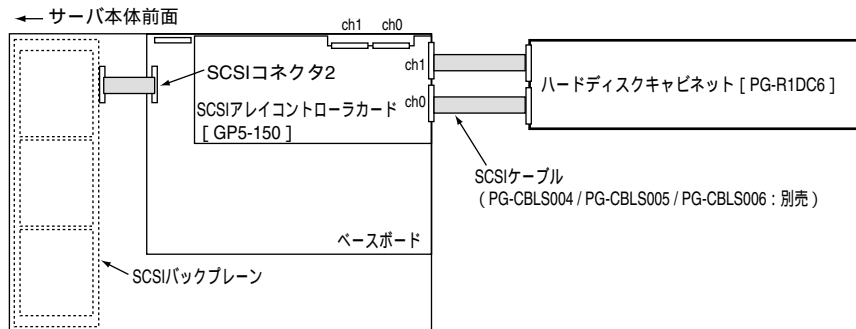 ← サーバ本体前面
ch1 ch0
SCSIコネクタ2
ch1
SCSIアレイコントローラカード
[ GP5-150 ]
ch0
ハードディスクキャビネット [ PG-R1DC6 ]
SCSIケーブル
( PG-CBLS004 / PG-CBLS005 / PG-CBLS006 : 別売 )
ベースボード
SCSIバックプレーン